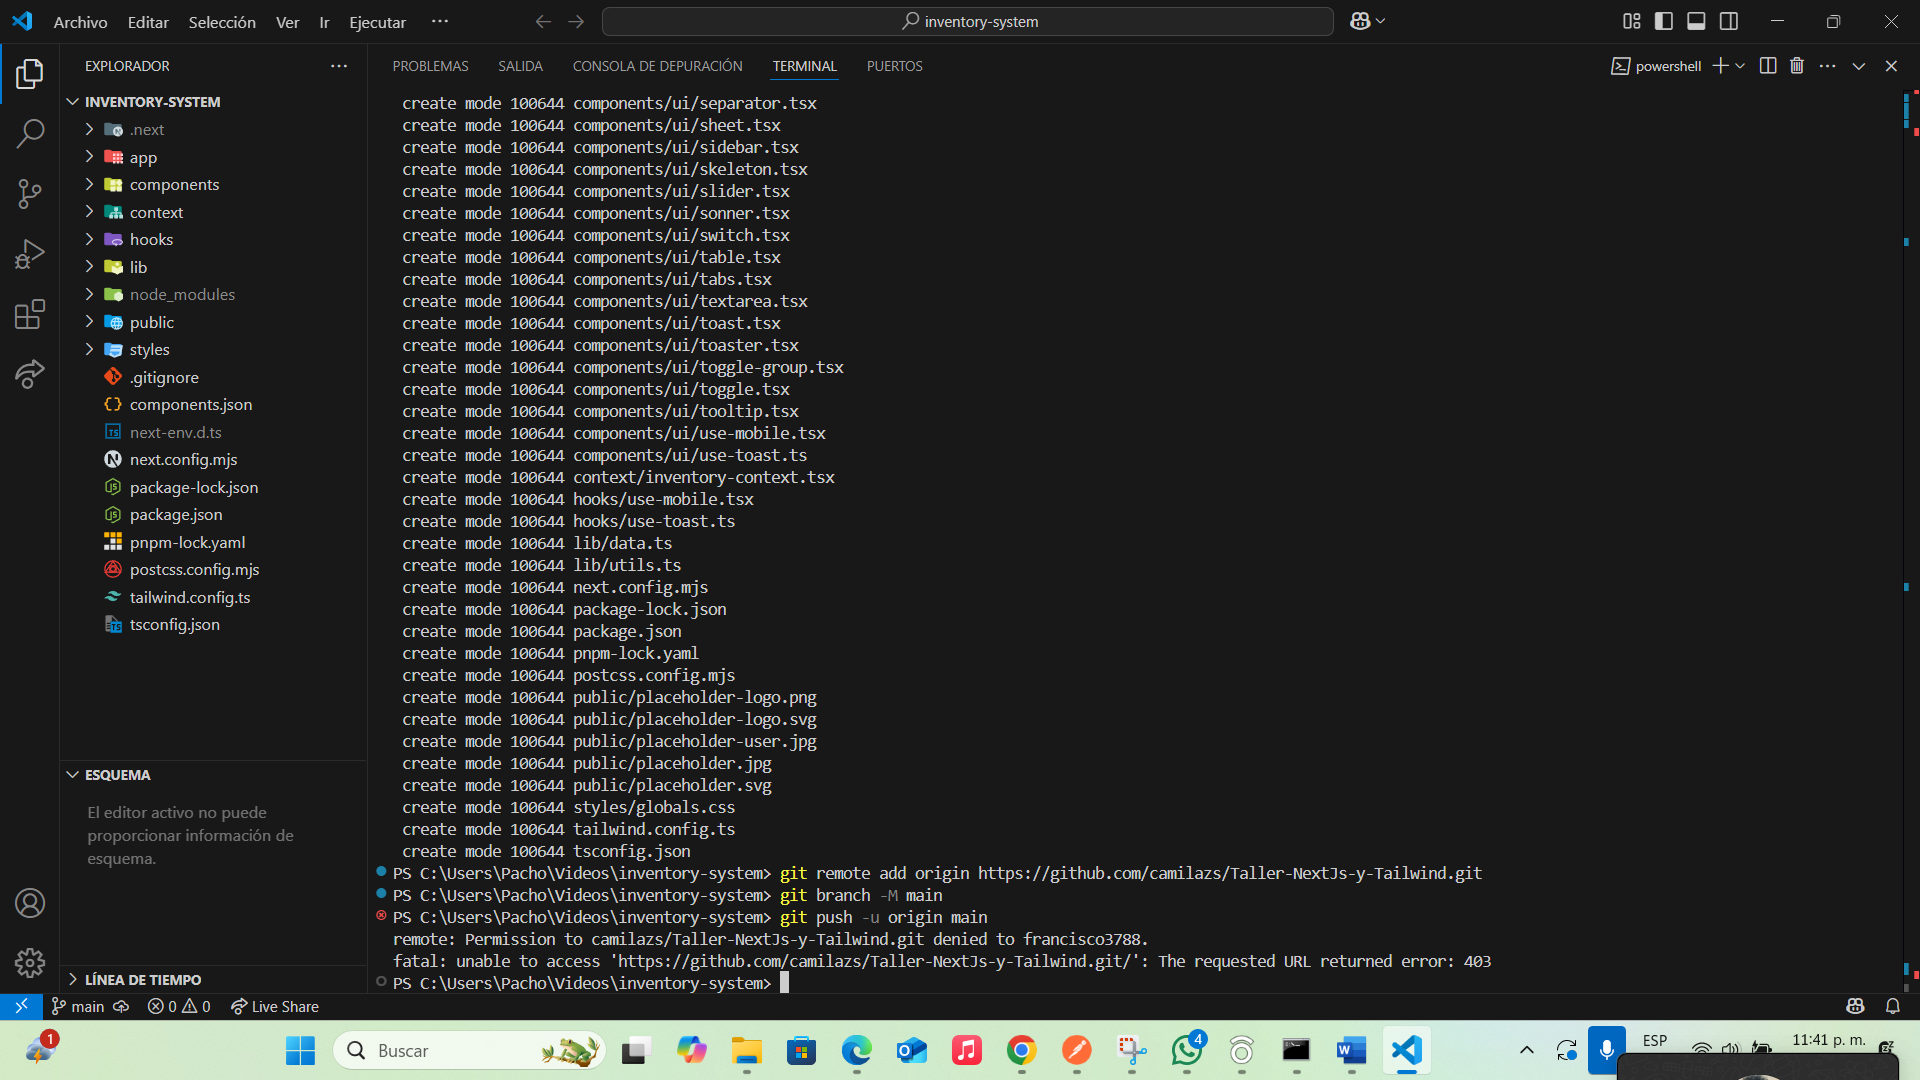 Archivo Editar Selección Ver Ir Ejecutar ···
inventory-system
EXPLORADOR
INVENTORY-SYSTEM
.next
app
components
context
hooks
lib
node_modules
public
styles
.gitignore
components.json
next-env.d.ts
next.config.mjs
package-lock.json
package.json
pnpm-lock.yaml
postcss.config.mjs
tailwind.config.ts
tsconfig.json
ESQUEMA
El editor activo no puede
proporcionar información de
esquema.
LÍNEA DE TIEMPO
PROBLEMAS SALIDA CONSOLA DE DEPURACIÓN TERMINAL PUERTOS
powershell
create mode 100644 components/ui/separator.tsx
create mode 100644 components/ui/sheet.tsx
create mode 100644 components/ui/sidebar.tsx
create mode 100644 components/ui/skeleton.tsx
create mode 100644 components/ui/slider.tsx
create mode 100644 components/ui/sonner.tsx
create mode 100644 components/ui/switch.tsx
create mode 100644 components/ui/table.tsx
create mode 100644 components/ui/tabs.tsx
create mode 100644 components/ui/textarea.tsx
create mode 100644 components/ui/toast.tsx
create mode 100644 components/ui/toaster.tsx
create mode 100644 components/ui/toggle-group.tsx
create mode 100644 components/ui/toggle.tsx
create mode 100644 components/ui/tooltip.tsx
create mode 100644 components/ui/use-mobile.tsx
create mode 100644 components/ui/use-toast.ts
create mode 100644 context/inventory-context.tsx
create mode 100644 hooks/use-mobile.tsx
create mode 100644 hooks/use-toast.ts
create mode 100644 lib/data.ts
create mode 100644 lib/utils.ts
create mode 100644 next.config.mjs
create mode 100644 package-lock.json
create mode 100644 package.json
create mode 100644 pnpm-lock.yaml
create mode 100644 postcss.config.mjs
create mode 100644 public/placeholder-logo.png
create mode 100644 public/placeholder-logo.svg
create mode 100644 public/placeholder-user.jpg
create mode 100644 public/placeholder.jpg
create mode 100644 public/placeholder.svg
create mode 100644 styles/globals.css
create mode 100644 tailwind.config.ts
create mode 100644 tsconfig.json
PS C:\Users\Pacho\Videos\inventory-system> git remote add origin https://github.com/camilazs/Taller-NextJs-y-Tailwind.git
PS C:\Users\Pacho\Videos\inventory-system> git branch -M main
PS C:\Users\Pacho\Videos\inventory-system> git push -u origin main
remote: Permission to camilazs/Taller-NextJs-y-Tailwind.git denied to francisco3788.
fatal: unable to access 'https://github.com/camilazs/Taller-NextJs-y-Tailwind.git/': The requested URL returned error: 403
PS C:\Users\Pacho\Videos\inventory-system>
main 0 0 Live Share
1
Buscar
4
ESP
11:41 p. m.